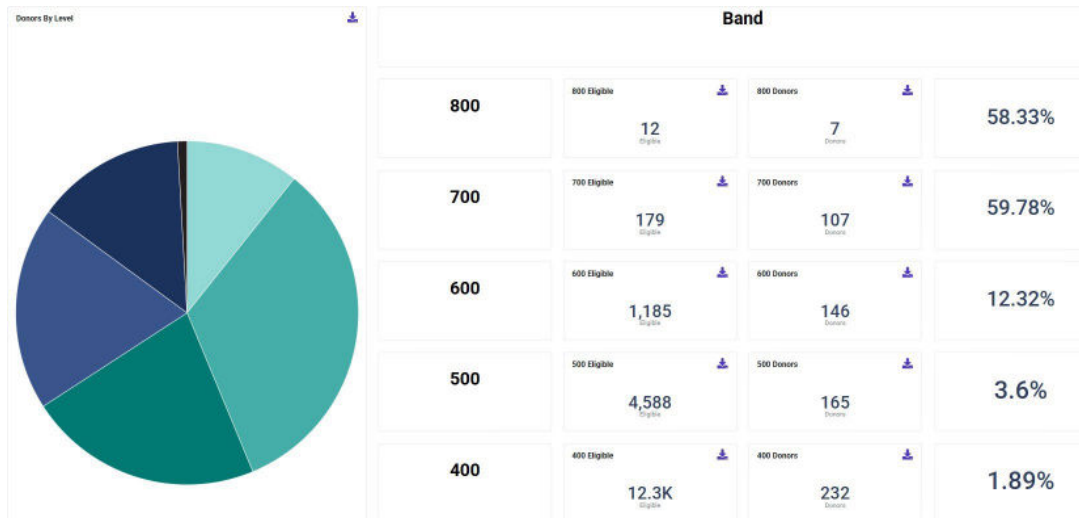 Donors By Level
Band
800
800 Eligible
12
Eligible
800 Donors
7
Donors
58.33%
700
700 Eligible
179
Eligible
700 Donors
107
Donors
59.78%
600
600 Eligible
1,185
Eligible
600 Donors
146
Donors
12.32%
500
500 Eligible
4,588
Eligible
500 Donors
165
Donors
3.6%
400
400 Eligible
12.3K
Eligible
400 Donors
232
Donors
1.89%